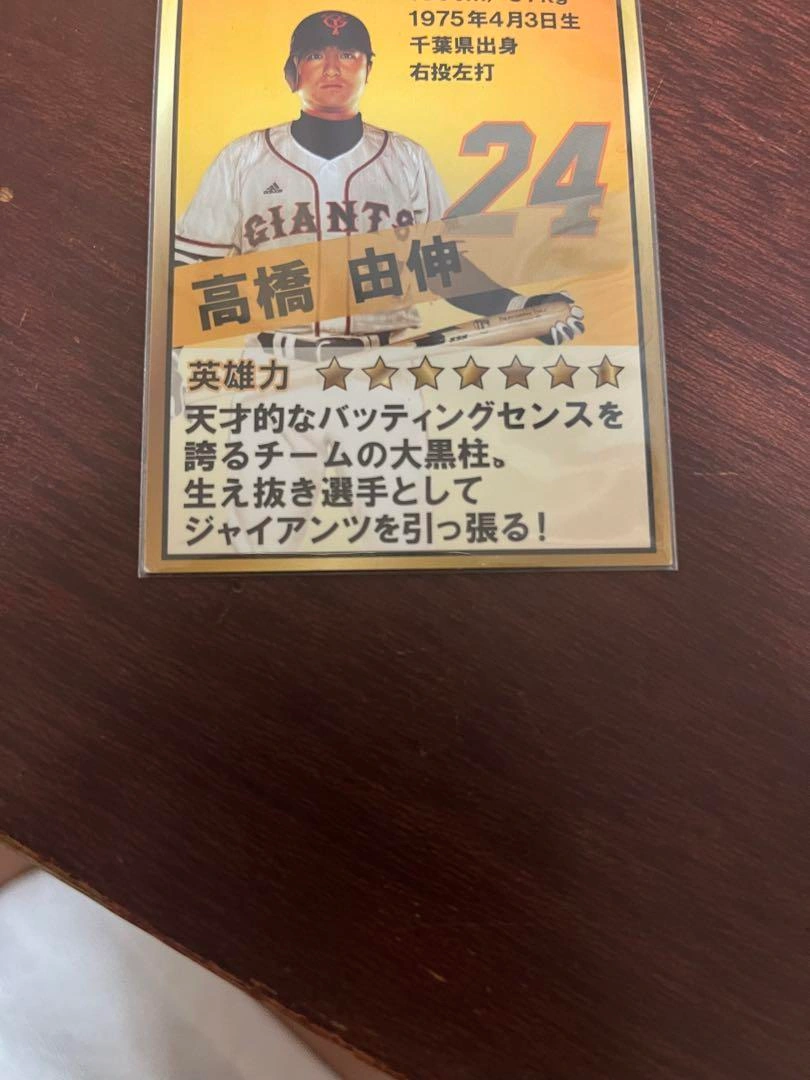 1975年4月3日生
千葉県出身
右投左打
24
GIANTS
adidas
高橋 由伸
英雄力 ★★★★★★★
天才的なバッティングセンスを
誇るチームの大黒柱。
生え抜き選手として
ジャイアンツを引っ張る!